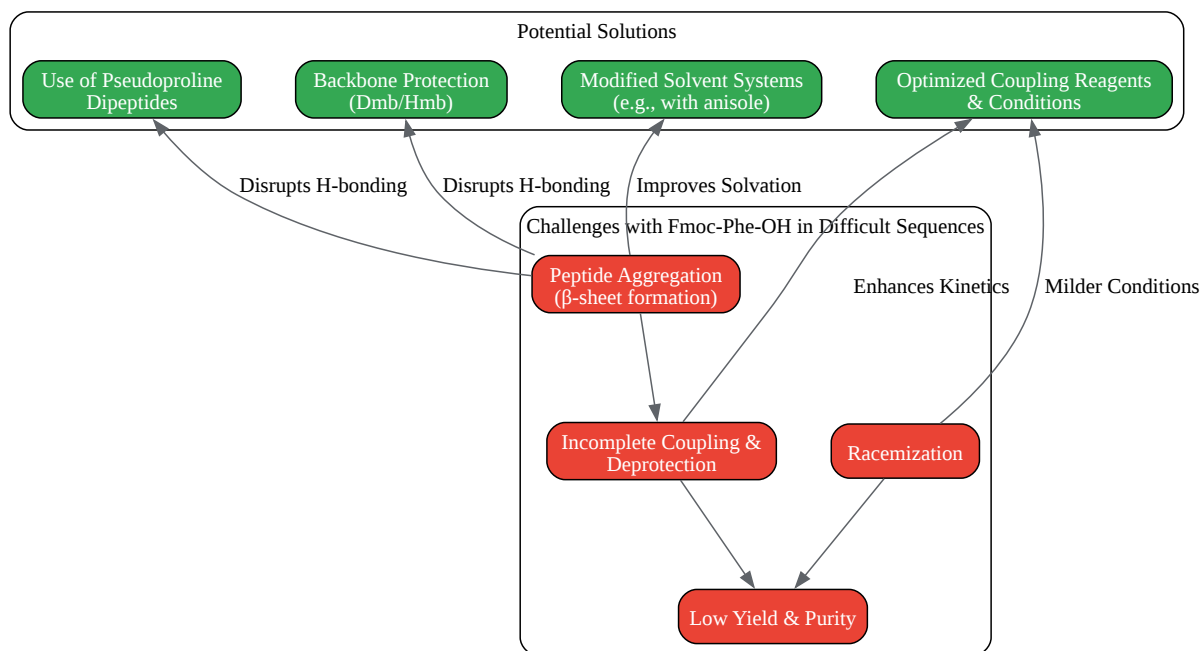 Potential Solutions
Use of Pseudoproline
Dipeptides
Backbone Protection
(Dmb/Hmb)
Modified Solvent Systems
(e.g., with anisole)
Optimized Coupling Reagents
& Conditions
Disrupts H-bonding
Disrupts H-bonding
Improves Solvation
Challenges with Fmoc-Phe-OH in Difficult Sequences
Peptide Aggregation
(β-sheet formation)
Enhances Kinetics
Milder Conditions
Incomplete Coupling &
Deprotection
Racemization
Low Yield & Purity